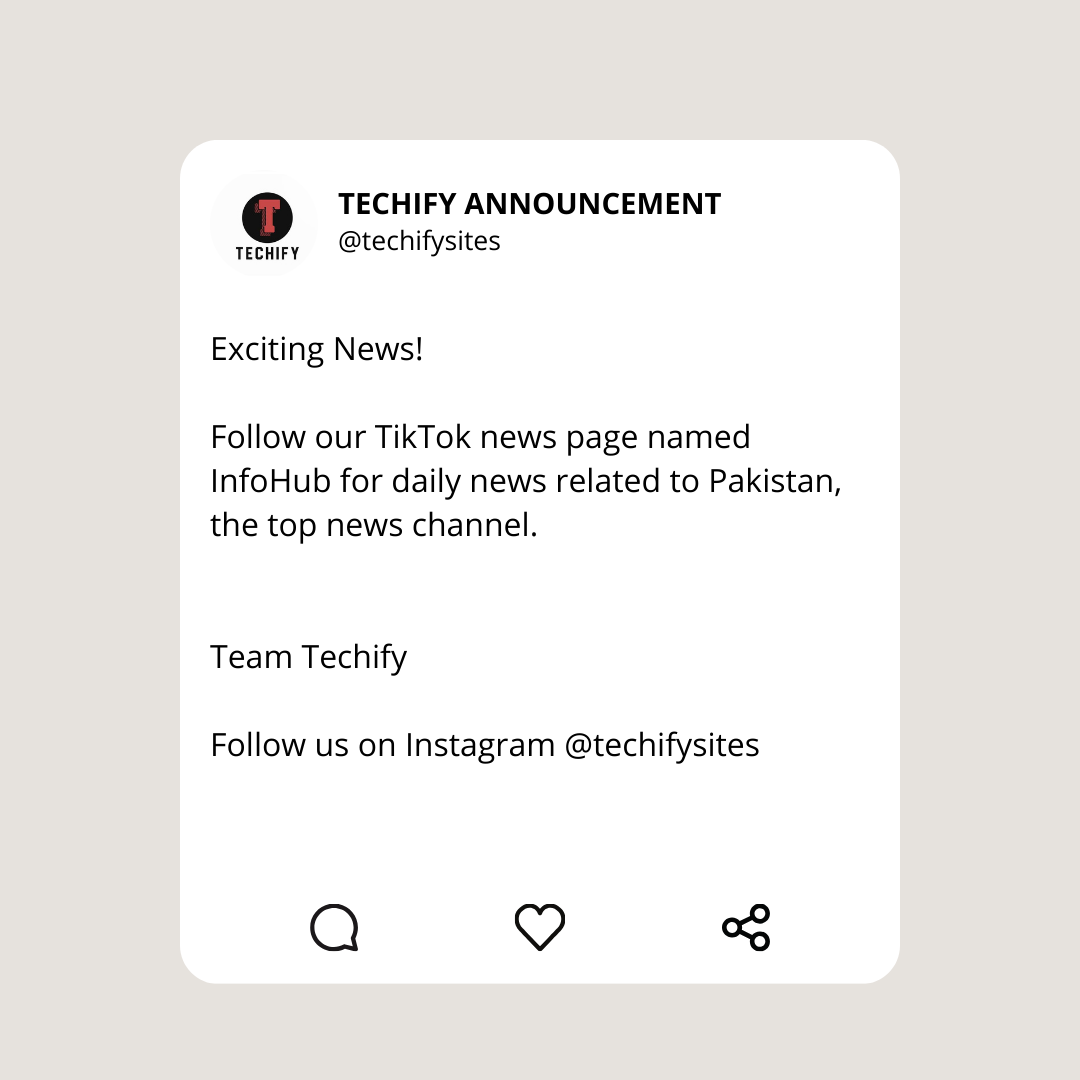 T
TECHIFY
TECHIFY ANNOUNCEMENT
@techifysites
Exciting News!
Follow our TikTok news page named
InfoHub for daily news related to Pakistan,
the top news channel.
Team Techify
Follow us on Instagram @techifysites